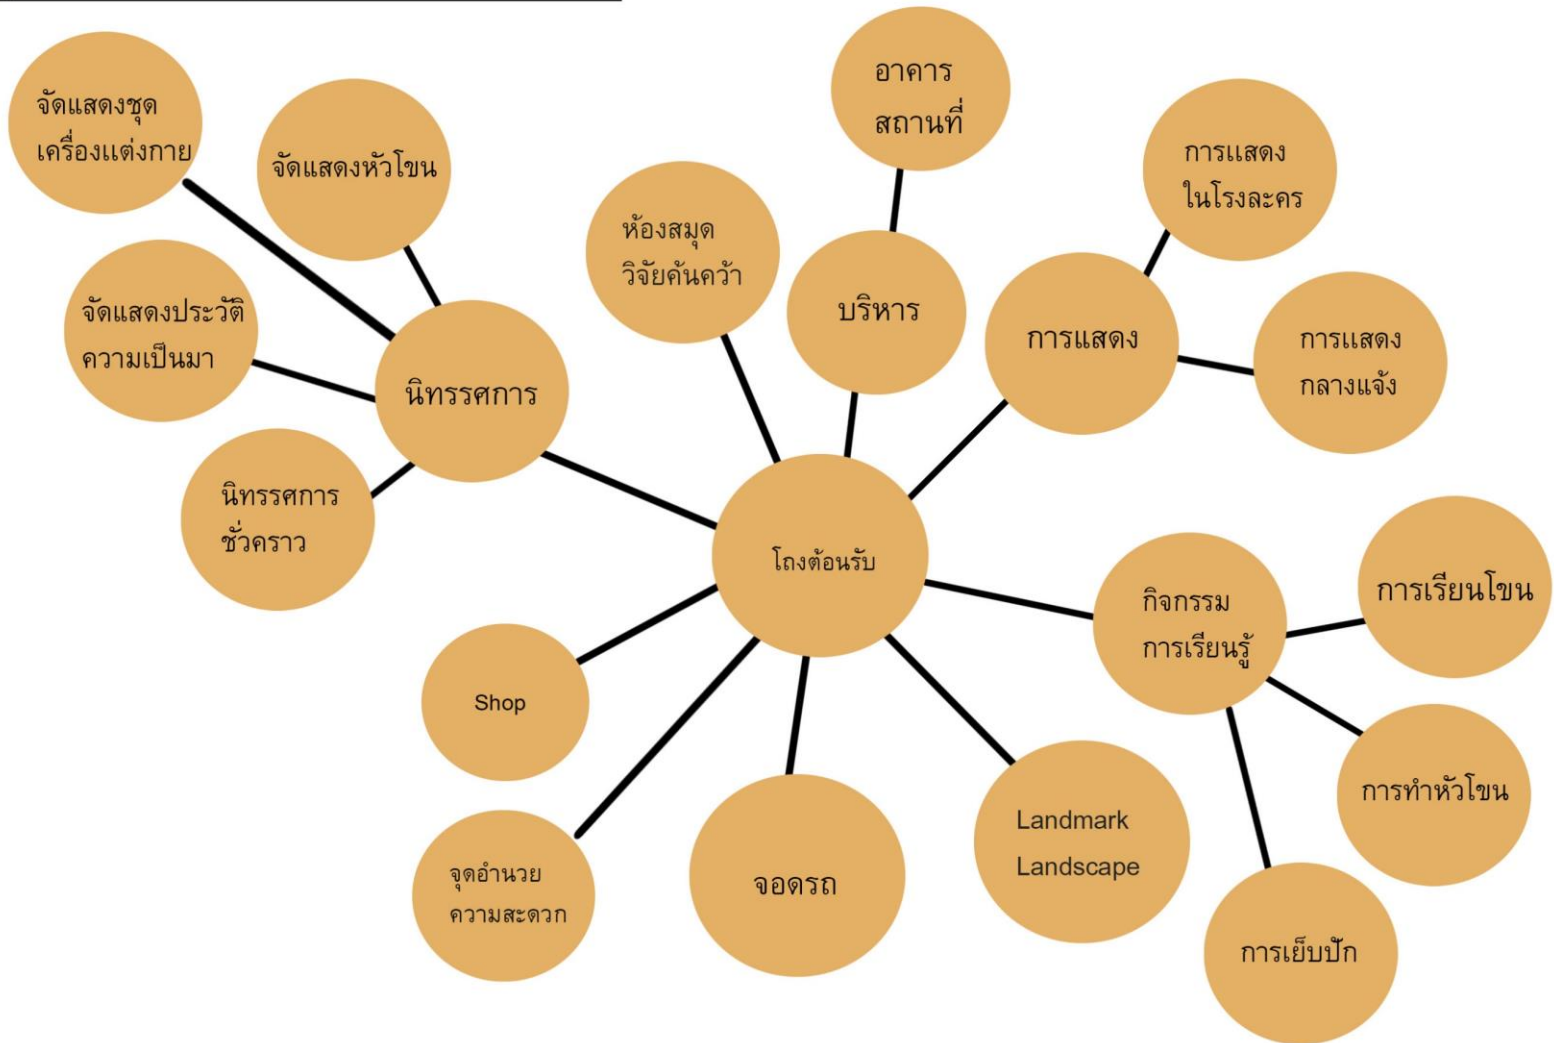 จัดแสดงชุด
เครื่องแต่งกาย
จัดแสดงหัวโขน
จัดแสดงประวัติ
ความเป็นมา
นิทรรศการ
นิทรรศการ
ชั่วคราว
ห้องสมุด
วิจัยค้นคว้า
อาคาร
สถานที่
บริหาร
การแสดง
การแสดง
ในโรงละคร
การแสดง
กลางแจ้ง
โถงต้อนรับ
กิจกรรม
การเรียนรู้
การเรียนโขน
การทำหัวโขน
การเย็บปัก
Shop
จุดอำนวย
ความสะดวก
จอดรถ
Landmark
Landscape